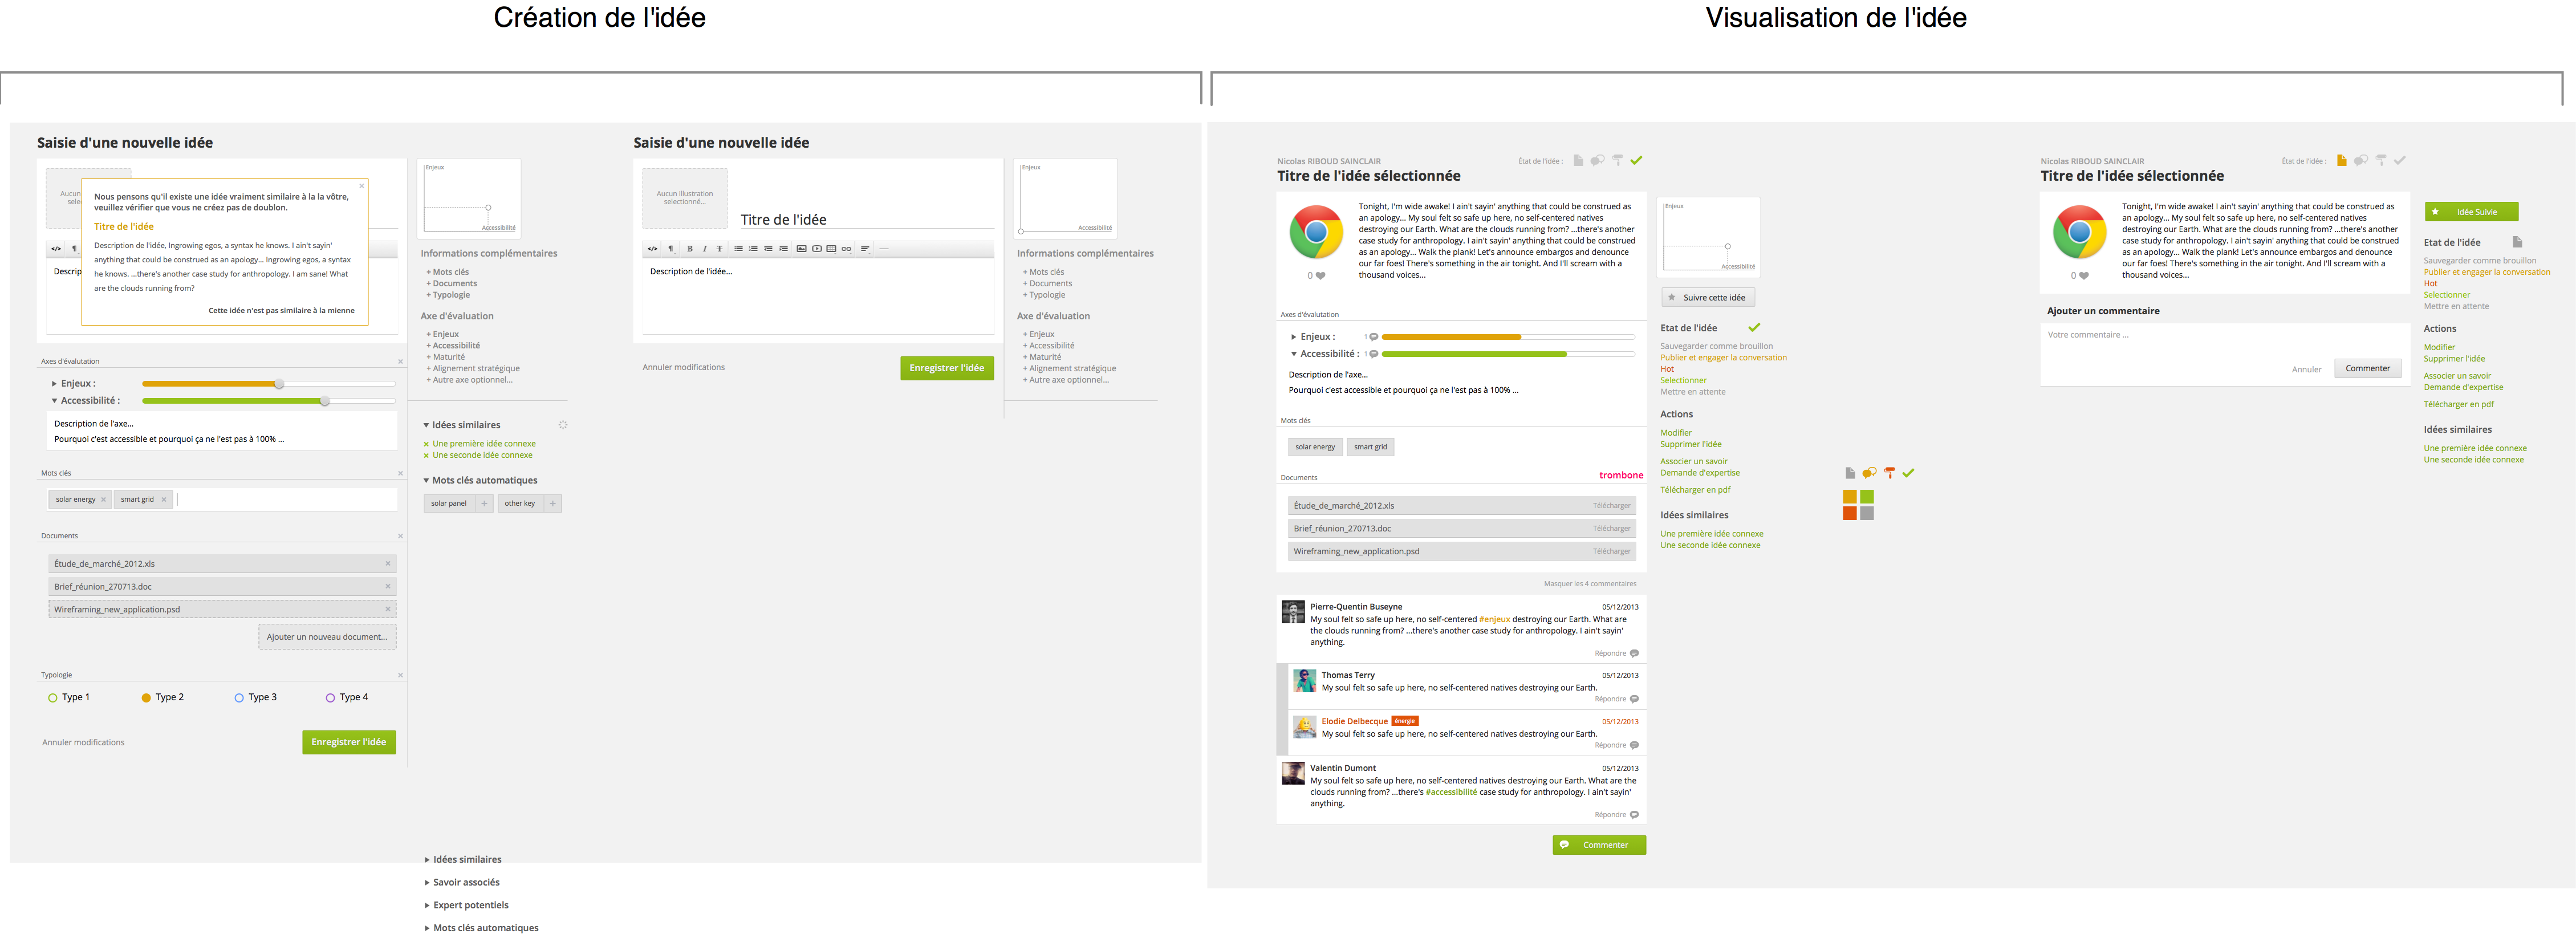 Création de l'idée
Visualisation de l'idée
Saisie d'une nouvelle idée
Aucun
selec
Nous pensons qu'il existe une idée vraiment similaire à la la vôtre,
veuillez vérifier que vous ne créez pas de doublon.
Titre de l'idée
Description de l'idée, Ingrowing egos, a syntax he knows. I ain't sayin'
anything that could be construed as an apology... Ingrowing egos, a syntax
he knows. ...there's another case study for anthropology. I am sane! What
are the clouds running from?
Cette idée n'est pas similaire à la mienne
Descrip
Axes d'évalutation
Enjeux :
Accessibilité :
Description de l'axe...
Pourquoi c'est accessible et pourquoi ça ne l'est pas à 100% ...
Mots clés
solar energy
smart grid
Documents
Étude_de_marché_2012.xls
Brief_réunion_270713.doc
Wireframing_new_application.psd
Ajouter un nouveau document...
Typologie
Type 1
Type 2
Type 3
Type 4
Annuler modifications
Enregistrer l'idée
Enjeux
Accessibilité
Informations complémentaires
+ Mots clés
+ Documents
+ Typologie
Axe d'évaluation
+ Enjeux
+ Accessibilité
+ Maturité
+ Alignement stratégique
+ Autre axe optionnel...
Idées similaires
Une première idée connexe
Une seconde idée connexe
Mots clés automatiques
solar panel +
other key +
Idées similaires
Savoir associés
Expert potentiels
Mots clés automatiques
Saisie d'une nouvelle idée
Aucun illustration
selectionné...
Titre de l'idée
Description de l'idée...
Annuler modifications
Enregistrer l'idée
Enjeux
Accessibilité
Informations complémentaires
+ Mots clés
+ Documents
+ Typologie
Axe d'évaluation
+ Enjeux
+ Accessibilité
+ Maturité
+ Alignement stratégique
+ Autre axe optionnel...
Nicolas RIBOUD SAINCLAIR
État de l'idée :
Titre de l'idée sélectionnée
Tonight, I'm wide awake! I ain't sayin' anything that could be construed as
an apology... My soul felt so safe up here, no self-centered natives
destroying our Earth. What are the clouds running from? ...there's another
case study for anthropology. I ain't sayin' anything that could be construed
as an apology... Walk the plank! Let's announce embargos and denounce
our far foes! There's something in the air tonight. And I'll scream with a
thousand voices...
0
Axes d'évalutation
Enjeux : 1
Accessibilité : 1
Description de l'axe...
Pourquoi c'est accessible et pourquoi ça ne l'est pas à 100% ...
Mots clés
solar energy
smart grid
Documents
trombone
Étude_de_marché_2012.xls Télécharger
Brief_réunion_270713.doc Télécharger
Wireframing_new_application.psd Télécharger
Masquer les 4 commentaires
Pierre-Quentin Buseyne 05/12/2013
My soul felt so safe up here, no self-centered #enjeux destroying our Earth. What are
the clouds running from? ...there's another case study for anthropology. I ain't sayin'
anything.
Répondre
Thomas Terry 05/12/2013
My soul felt so safe up here, no self-centered natives destroying our Earth.
Répondre
Elodie Delbecque énergie 05/12/2013
My soul felt so safe up here, no self-centered natives destroying our Earth.
Répondre
Valentin Dumont 05/12/2013
My soul felt so safe up here, no self-centered natives destroying our Earth. What are the
clouds running from? ...there's #accessibilité case study for anthropology. I ain't sayin'
anything.
Répondre
Commenter
Enjeux
Accessibilité
Suivre cette idée
Etat de l'idée
Sauvegarder comme brouillon
Publier et engager la conversation
Hot
Selectionner
Mettre en attente
Actions
Modifier
Supprimer l'idée
Associer un savoir
Demande d'expertise
Télécharger en pdf
Idées similaires
Une première idée connexe
Une seconde idée connexe
Nicolas RIBOUD SAINCLAIR
État de l'idée :
Titre de l'idée sélectionnée
Tonight, I'm wide awake! I ain't sayin' anything that could be construed as
an apology... My soul felt so safe up here, no self-centered natives
destroying our Earth. What are the clouds running from? ...there's another
case study for anthropology. I ain't sayin' anything that could be construed
as an apology... Walk the plank! Let's announce embargos and denounce
our far foes! There's something in the air tonight. And I'll scream with a
thousand voices...
0
Ajouter un commentaire
Votre commentaire ...
Annuler
Commenter
Idée Suivie
Etat de l'idée
Sauvegarder comme brouillon
Publier et engager la conversation
Hot
Selectionner
Mettre en attente
Actions
Modifier
Supprimer l'idée
Associer un savoir
Demande d'expertise
Télécharger en pdf
Idées similaires
Une première idée connexe
Une seconde idée connexe